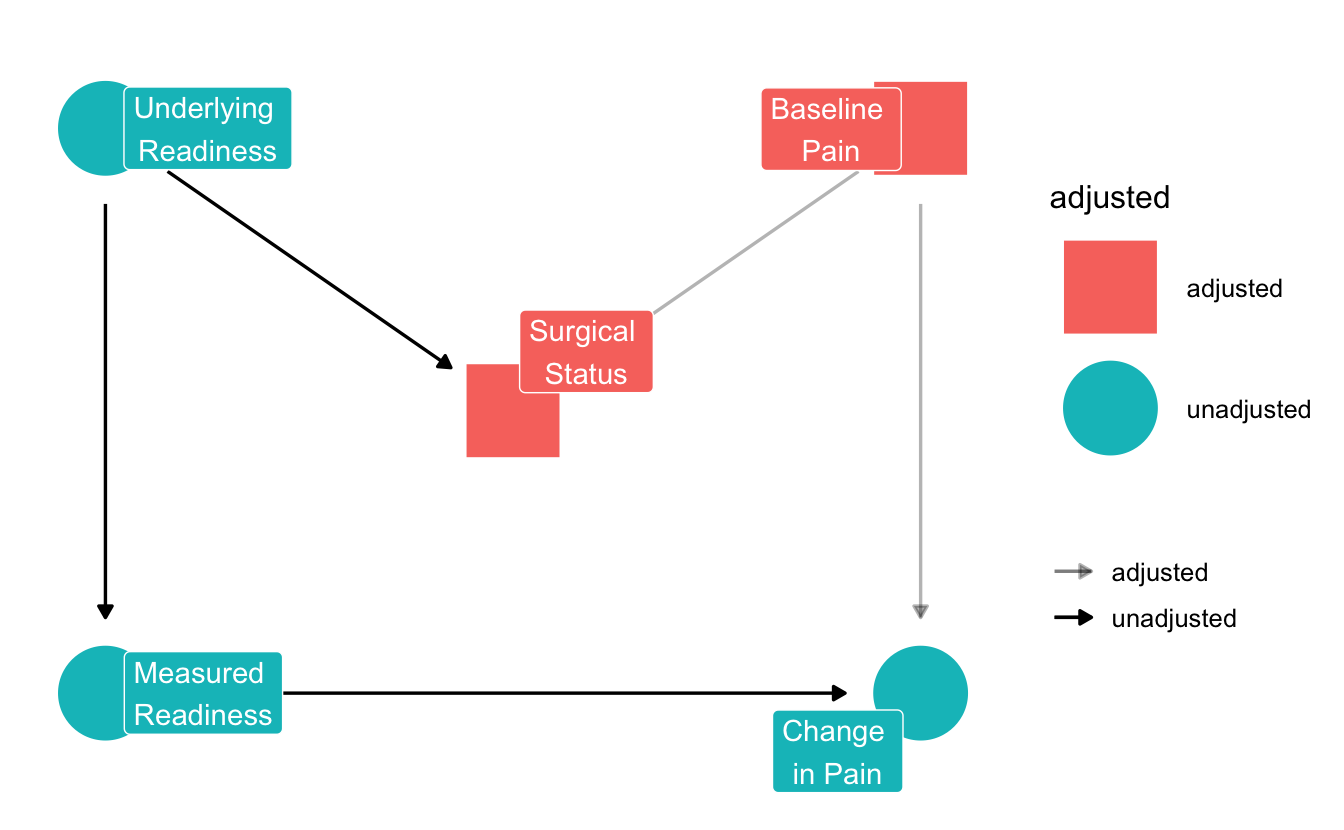 Underlying
Readiness
Baseline
Pain
Surgical
Status
Measured
Readiness
Change
in Pain
adjusted
adjusted
unadjusted
adjusted
unadjusted